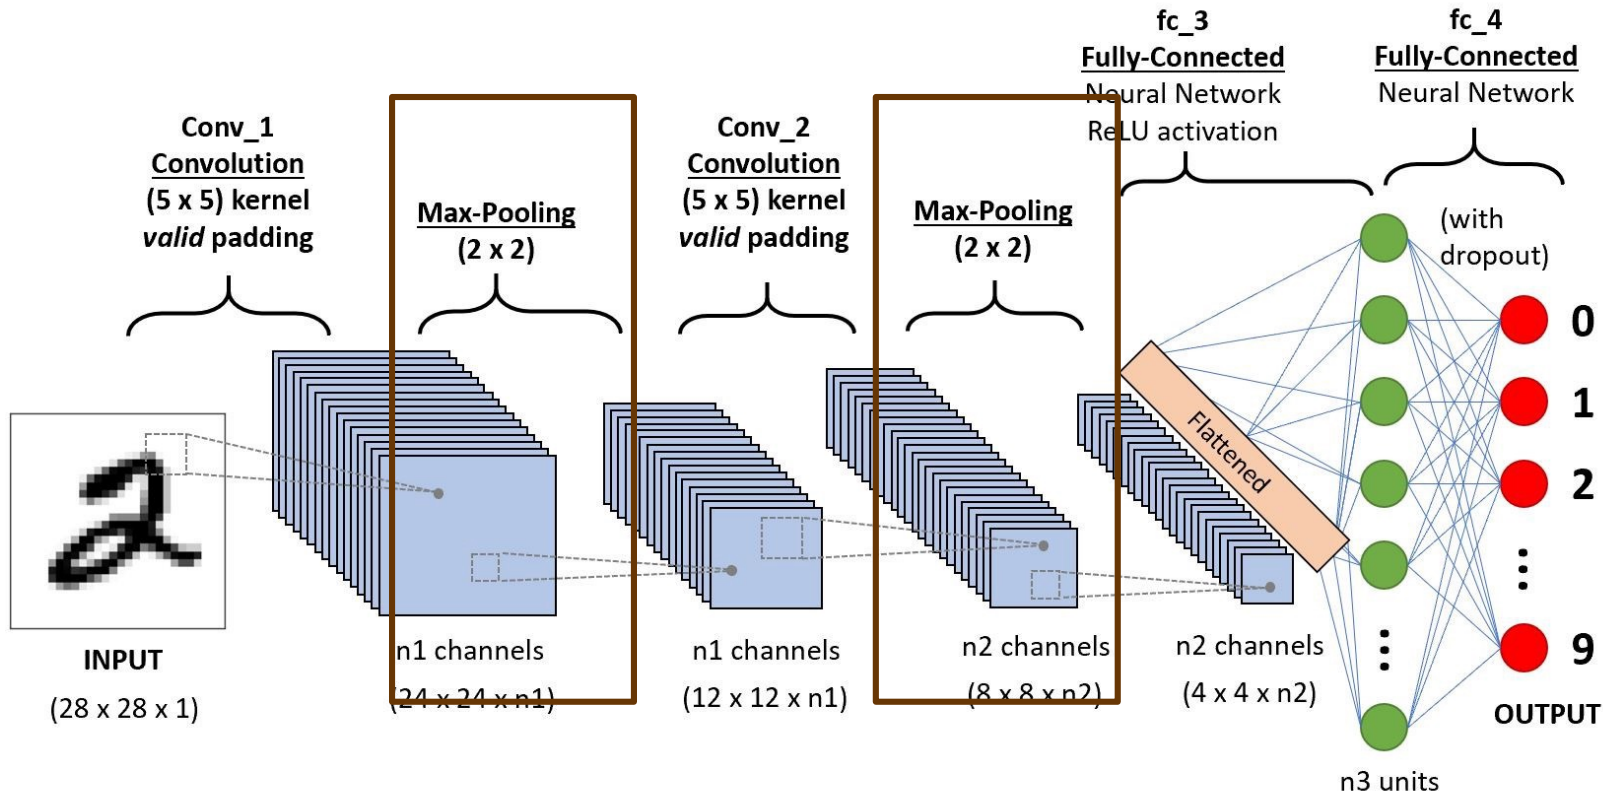 Conv_1
Convolution
(5 x 5) kernel
valid padding
Max-Pooling
(2 x 2)
Conv_2
Convolution
(5 x 5) kernel
valid padding
Max-Pooling
(2 x 2)
fc_3
Fully-Connected
Neural Network
ReLU activation
fc_4
Fully-Connected
Neural Network
(with
dropout)
Flattened
0
1
2
9
OUTPUT
2
INPUT
(28 x 28 x 1)
n1 channels
(24 x 24 x n1)
n1 channels
(12 x 12 x n1)
n2 channels
(8 x 8 x n2)
n2 channels
(4 x 4 x n2)
n3 units